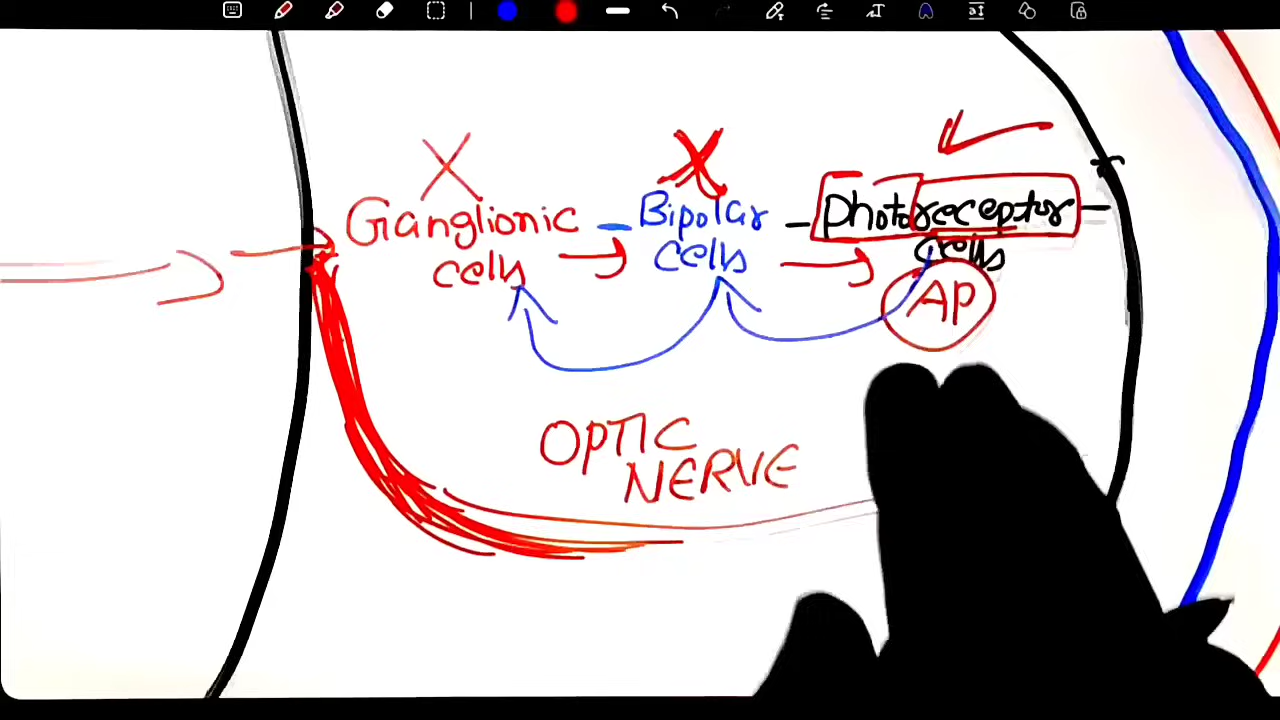 Ganglionic
cells
Bipolar
cells
photoreceptor
cells
AP
OPTIC
NERVE